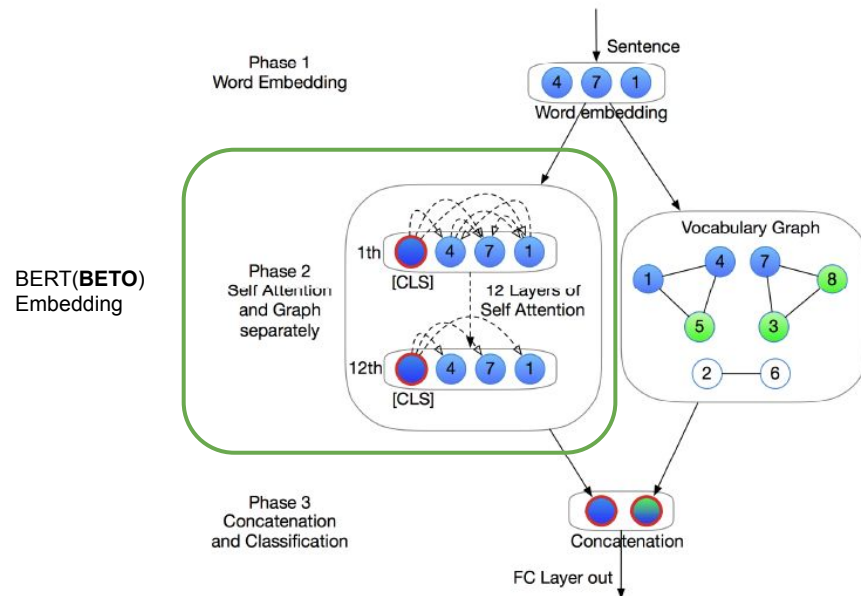 Phase 1
Word Embedding
Sentence
4 7 1
Word embedding
BERT(BETO)
Embedding
Phase 2
Self Attention
and Graph
separately
1th
4 7 1
[CLS]
12 Layers of
Self Attention
12th
4 7 1
[CLS]
Vocabulary Graph
1 4 7 8
5 3
2 6
Phase 3
Concatenation
and Classification
Concatenation
FC Layer out